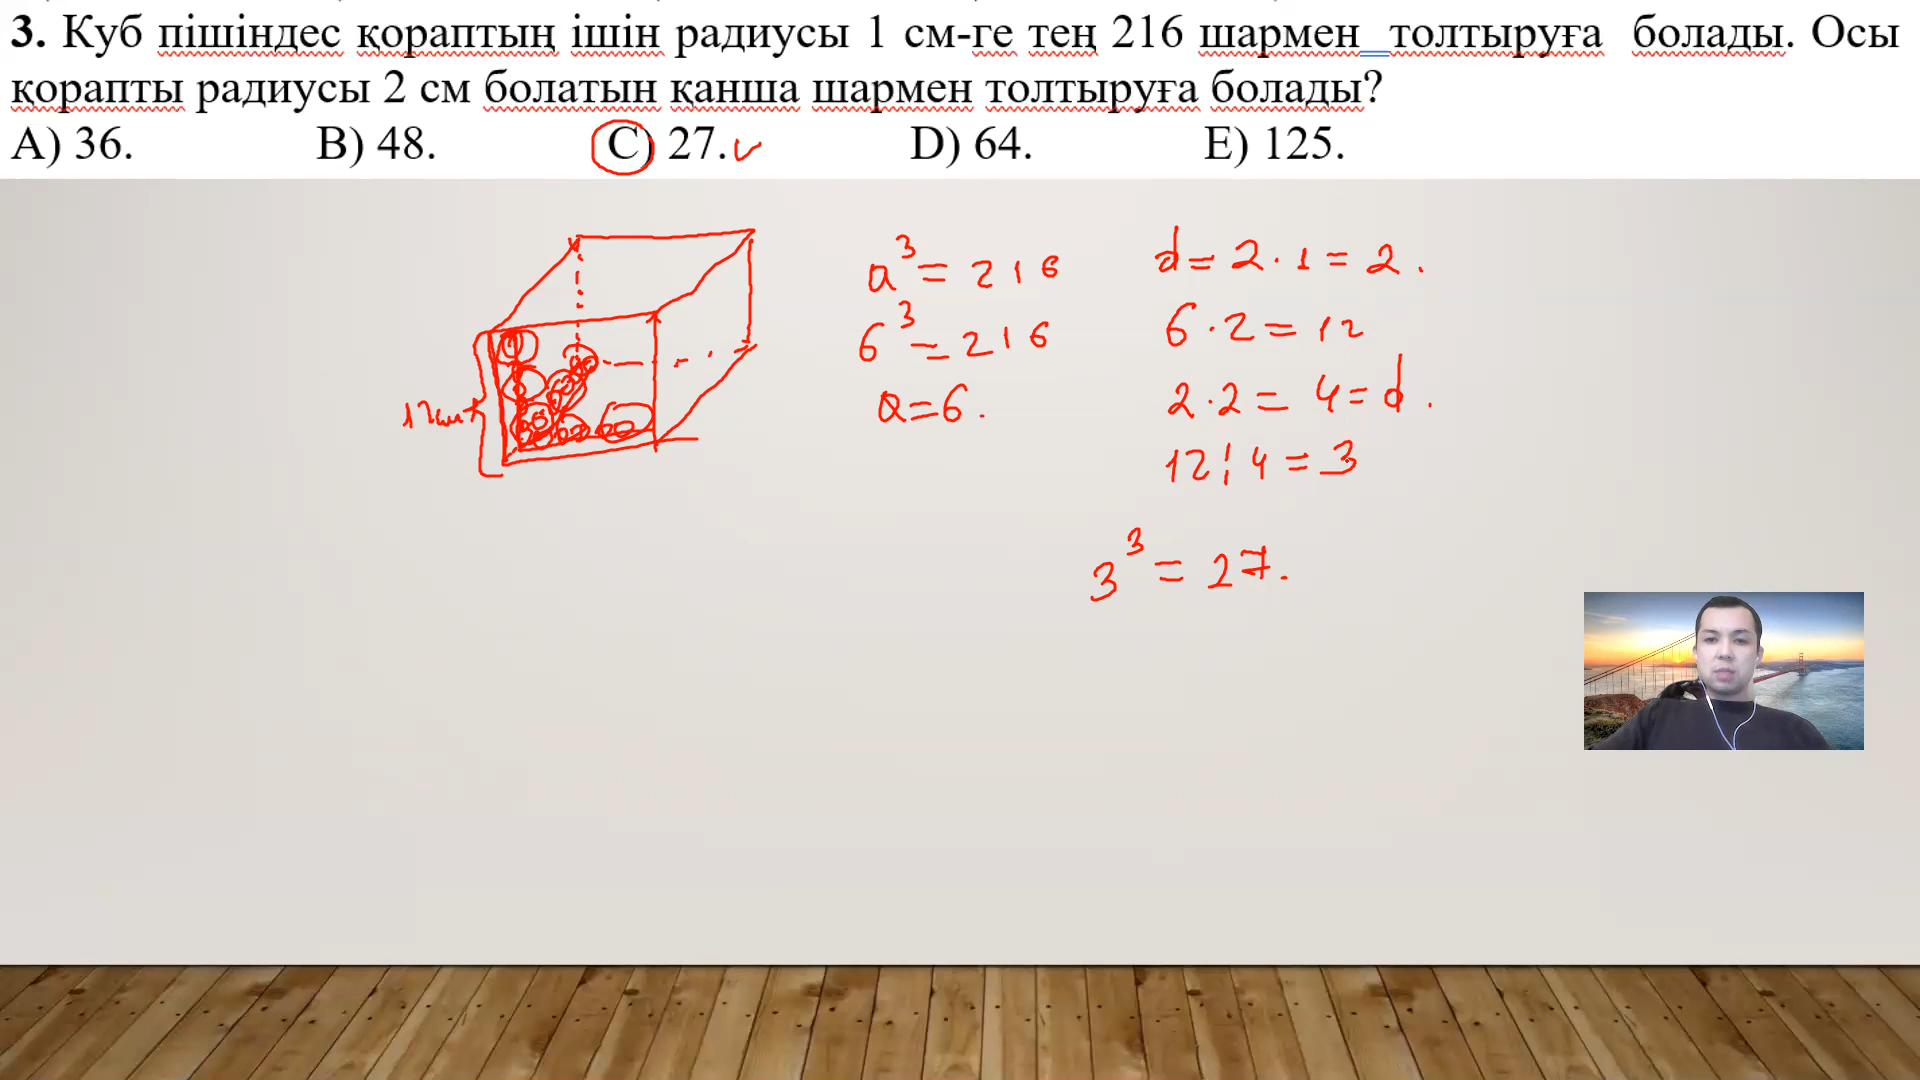 3. Куб пішіндес қораптың ішін радиусы 1 см-ге тең 216 шармен толтыруға болады. Осы
қорапты радиусы 2 см болатын қанша шармен толтыруға болады?
A) 36. B) 48. C) 27. D) 64. E) 125.
12см
a³ = 216
6³ = 216
a = 6.
d = 2 · 1 = 2.
6 · 2 = 12
2 · 2 = 4 = d.
12 : 4 = 3
3³ = 27.